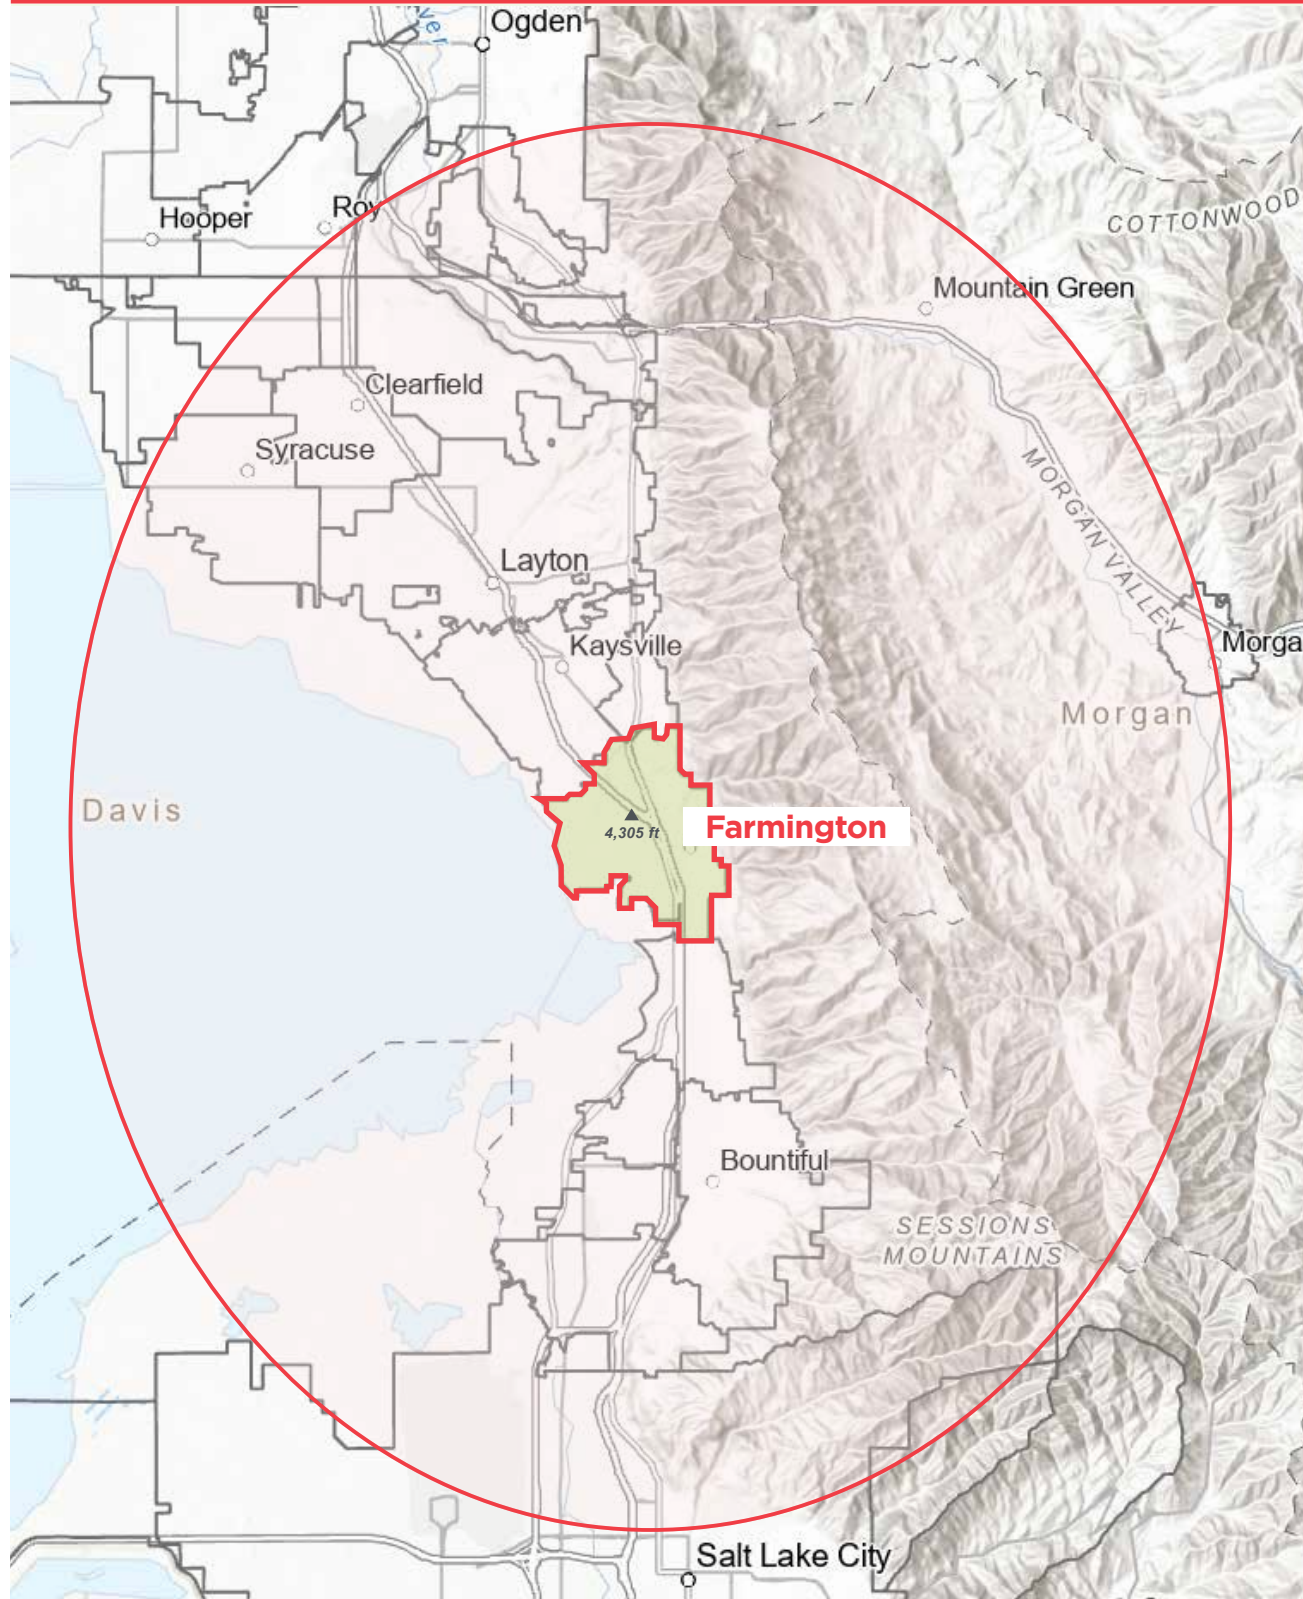 ver
Ogden
COTTONWOOD
Hooper
Roy
Mountain Green
Clearfield
Syracuse
MORGAN VALLEY
Layton
Kaysville
Morga
Morgan
Davis
4,305 ft
Farmington
Bountiful
SESSIONS
MOUNTAINS
Salt Lake City